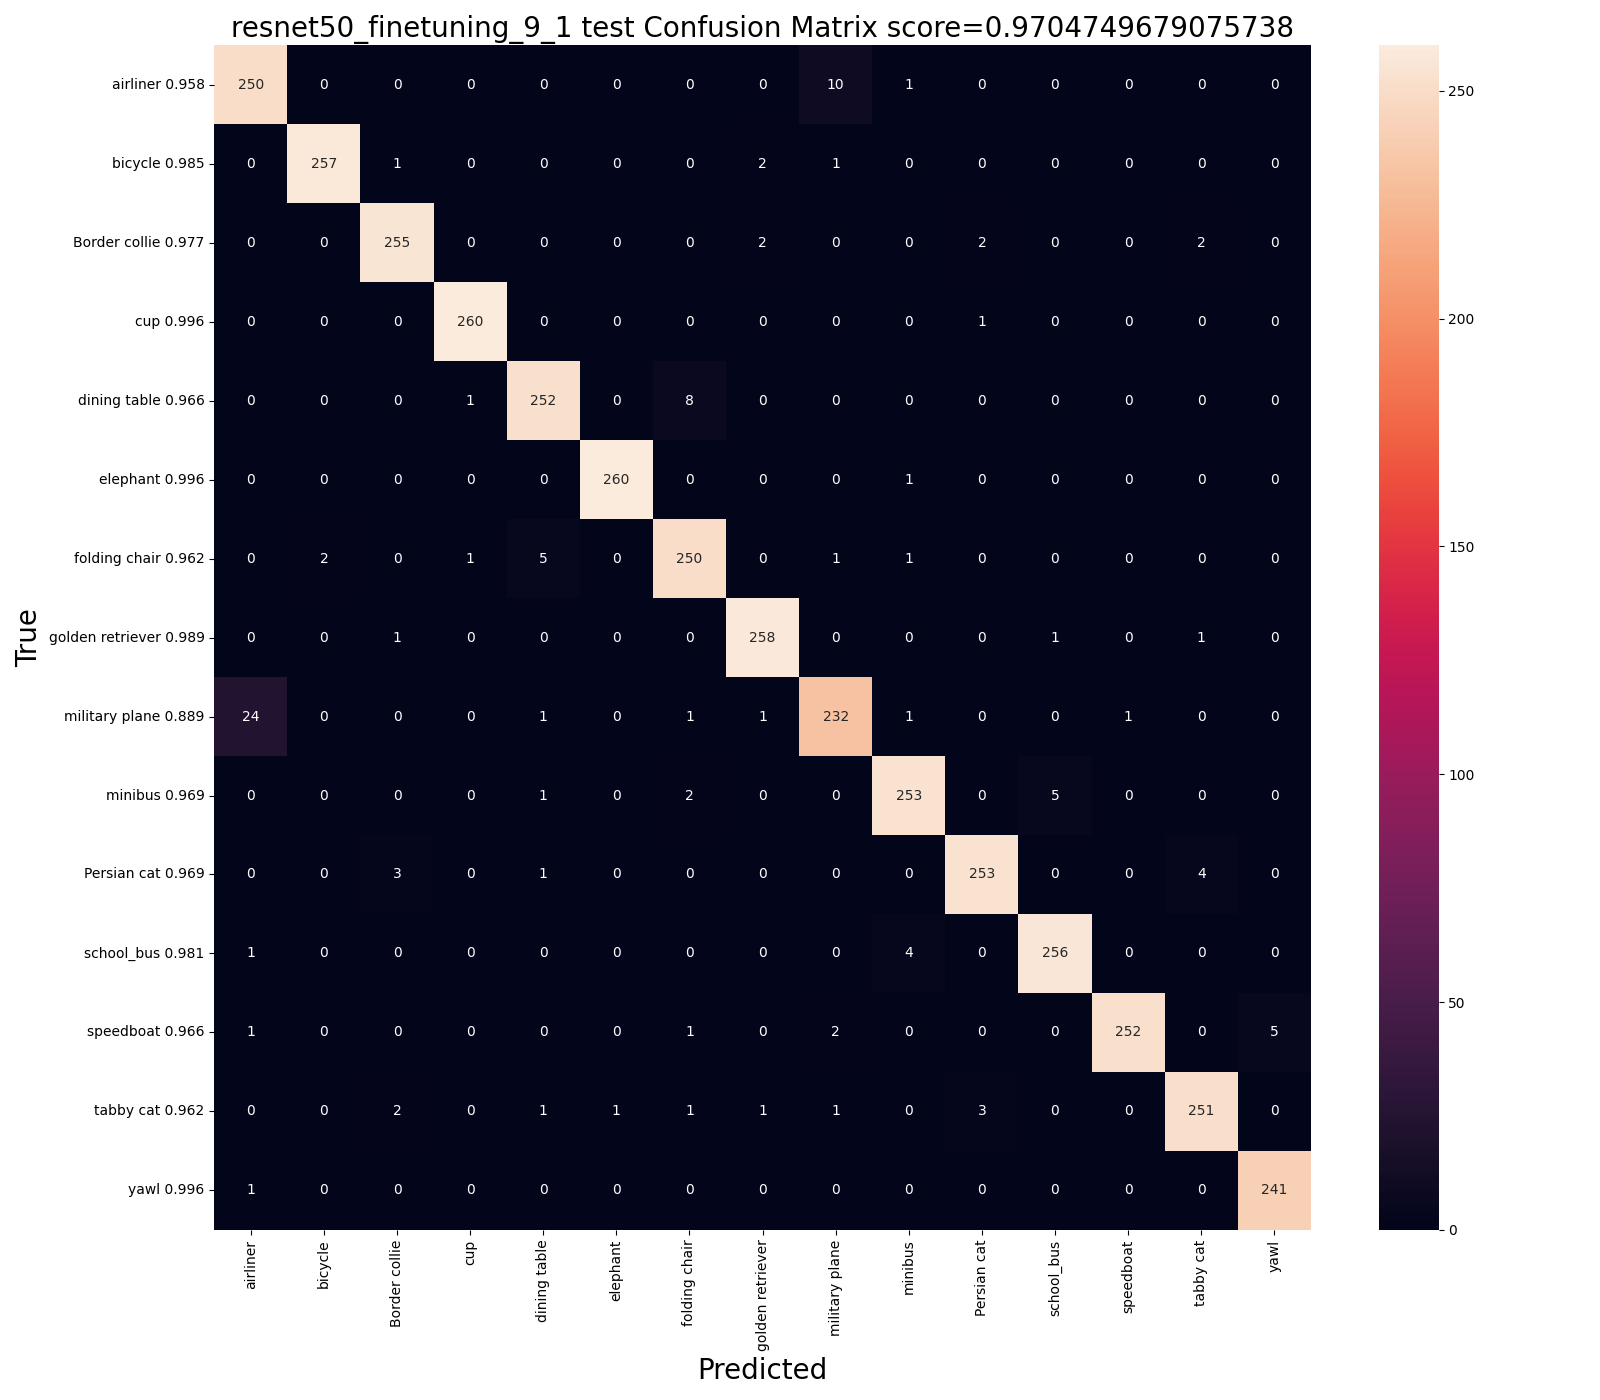 resnet50_finetuning_9_1 test Confusion Matrix score=0.9704749679075738
airliner 0.958 250 0 0 0 0 0 0 0 10 1 0 0 0 0 0
bicycle 0.985 0 257 1 0 0 0 0 2 1 0 0 0 0 0 0
Border collie 0.977 0 0 255 0 0 0 0 2 0 0 2 0 0 2 0
cup 0.996 0 0 0 260 0 0 0 0 0 0 1 0 0 0 0
dining table 0.966 0 0 0 1 252 0 8 0 0 0 0 0 0 0 0
elephant 0.996 0 0 0 0 0 260 0 0 0 1 0 0 0 0 0
folding chair 0.962 0 2 0 1 5 0 250 0 1 1 0 0 0 0 0
golden retriever 0.989 0 0 1 0 0 0 0 258 0 0 0 1 0 1 0
military plane 0.889 24 0 0 0 1 0 1 1 232 1 0 0 1 0 0
minibus 0.969 0 0 0 0 1 0 2 0 0 253 0 5 0 0 0
Persian cat 0.969 0 0 3 0 1 0 0 0 0 0 253 0 0 4 0
school_bus 0.981 1 0 0 0 0 0 0 0 0 4 0 256 0 0 0
speedboat 0.966 1 0 0 0 0 0 1 0 2 0 0 0 252 0 5
tabby cat 0.962 0 0 2 0 1 1 1 1 1 0 3 0 0 251 0
yawl 0.996 1 0 0 0 0 0 0 0 0 0 0 0 0 0 241
True
airliner
bicycle
Border collie
cup
dining table
elephant
folding chair
golden retriever
military plane
minibus
Persian cat
school_bus
speedboat
tabby cat
yawl
Predicted
250
200
150
100
50
0